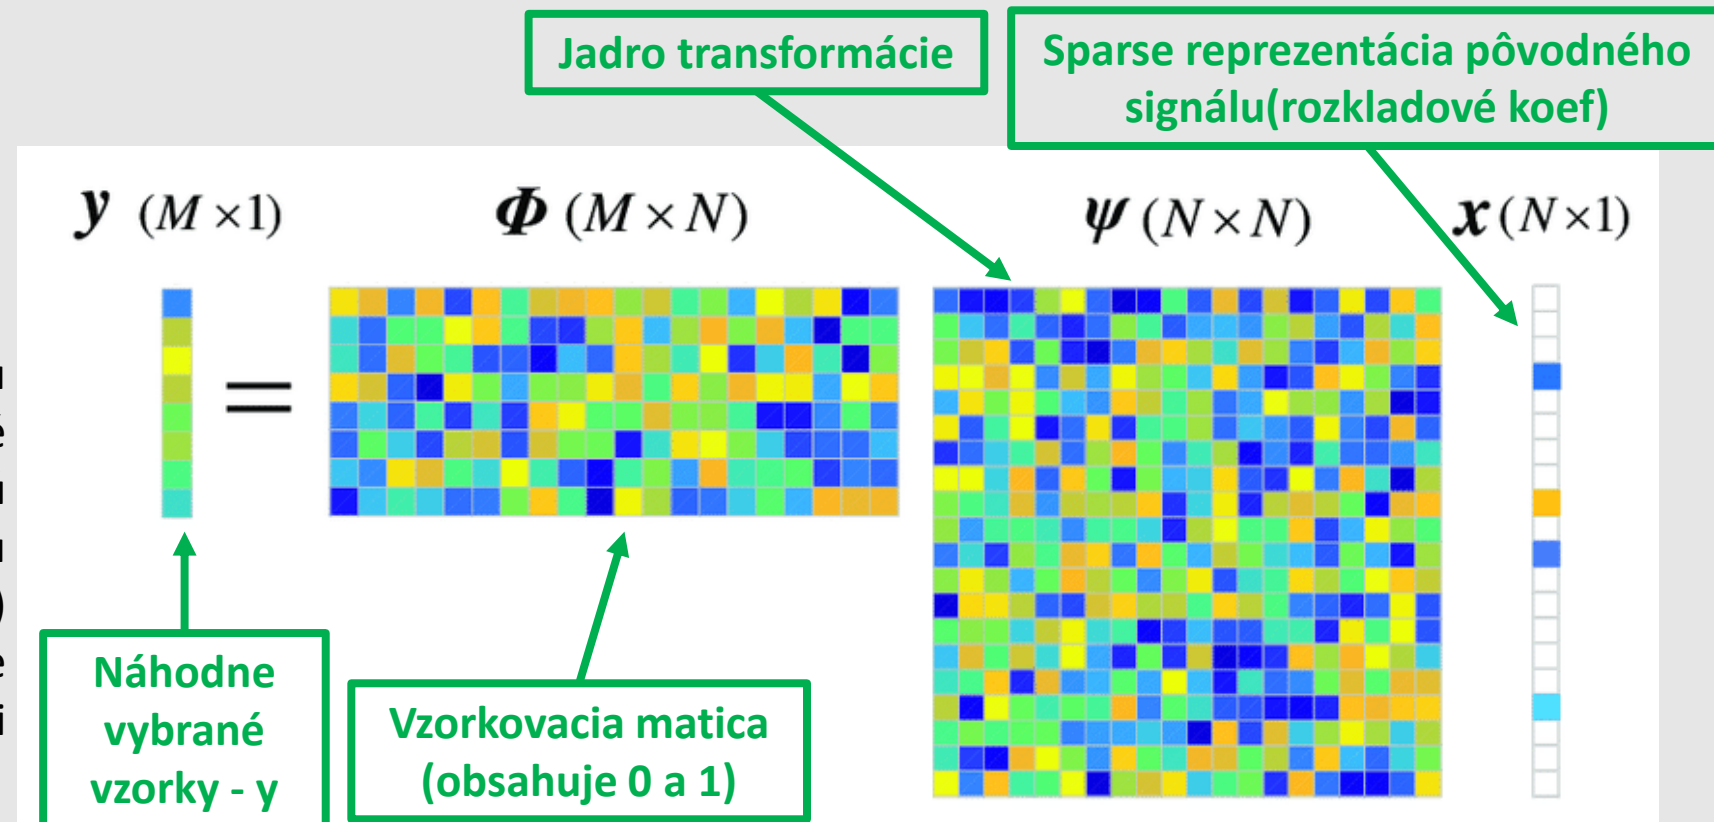 Jadro transformácie
Sparse reprezentácia pôvodného
signálu(rozkladové koef)
y (M×1)
Φ (M×N)
ψ (N×N)
x (N×1)
=
Náhodne
vybrané
vzorky - y
Vzorkovacia matica
(obsahuje 0 a 1)